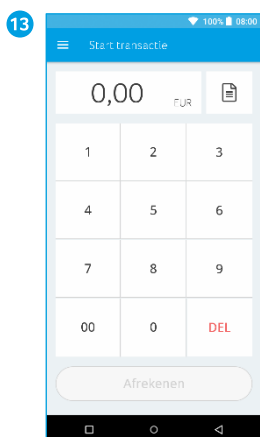 13
100% 08:00
Start transactie
0,00 EUR
1 2 3
4 5 6
7 8 9
00 0 DEL
Afrekenen